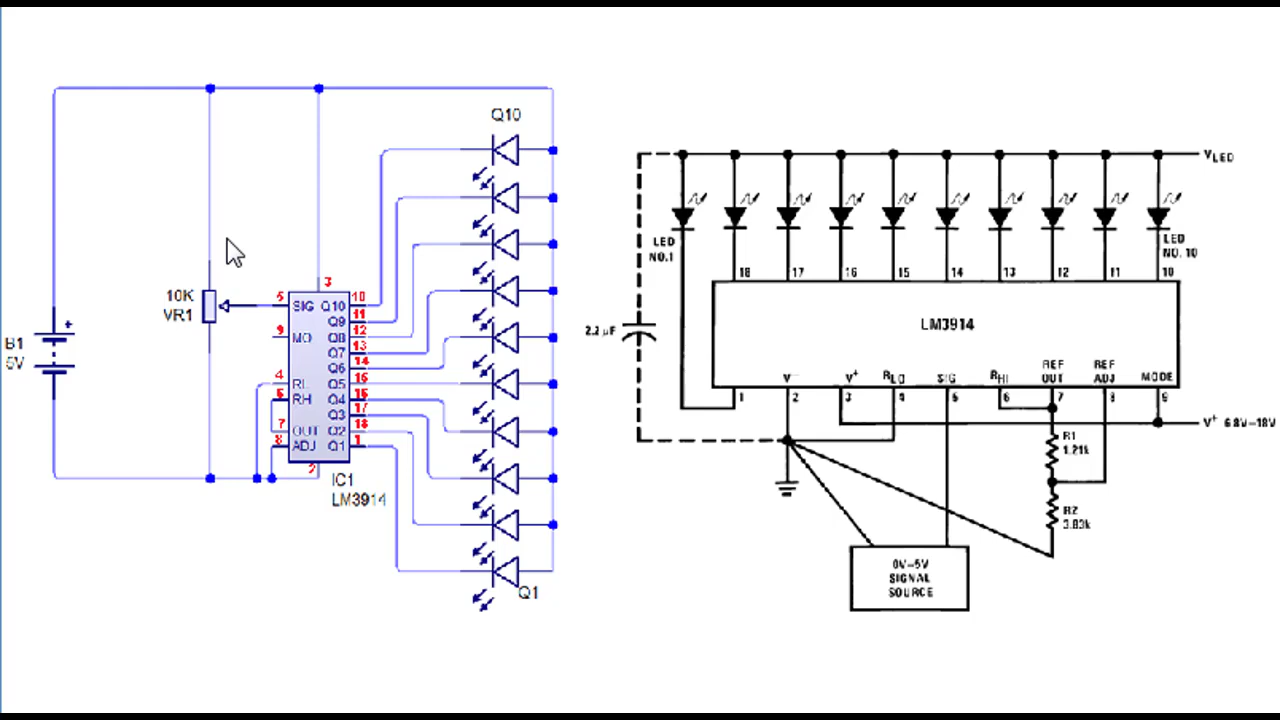 Q10
10K
VR1
B1
5V
+
3
5
SIG
Q10
10
Q9
11
9
MO
Q8
12
Q7
13
Q6
14
4
RL
Q5
15
6
RH
Q4
16
Q3
17
7
OUT
Q2
18
8
ADJ
Q1
1
2
IC1
LM3914
Q1
VLED
LED
NO.1
LED
NO. 10
18 17 16 15 14 13 12 11 10
2.2 µF
LM3914
V− V+ RLO SIG RHI REF OUT REF ADJ MODE
1 2 3 4 5 6 7 8 9
V+ 6.8V–18V
R1
1.21k
R2
3.83k
0V–5V
SIGNAL
SOURCE